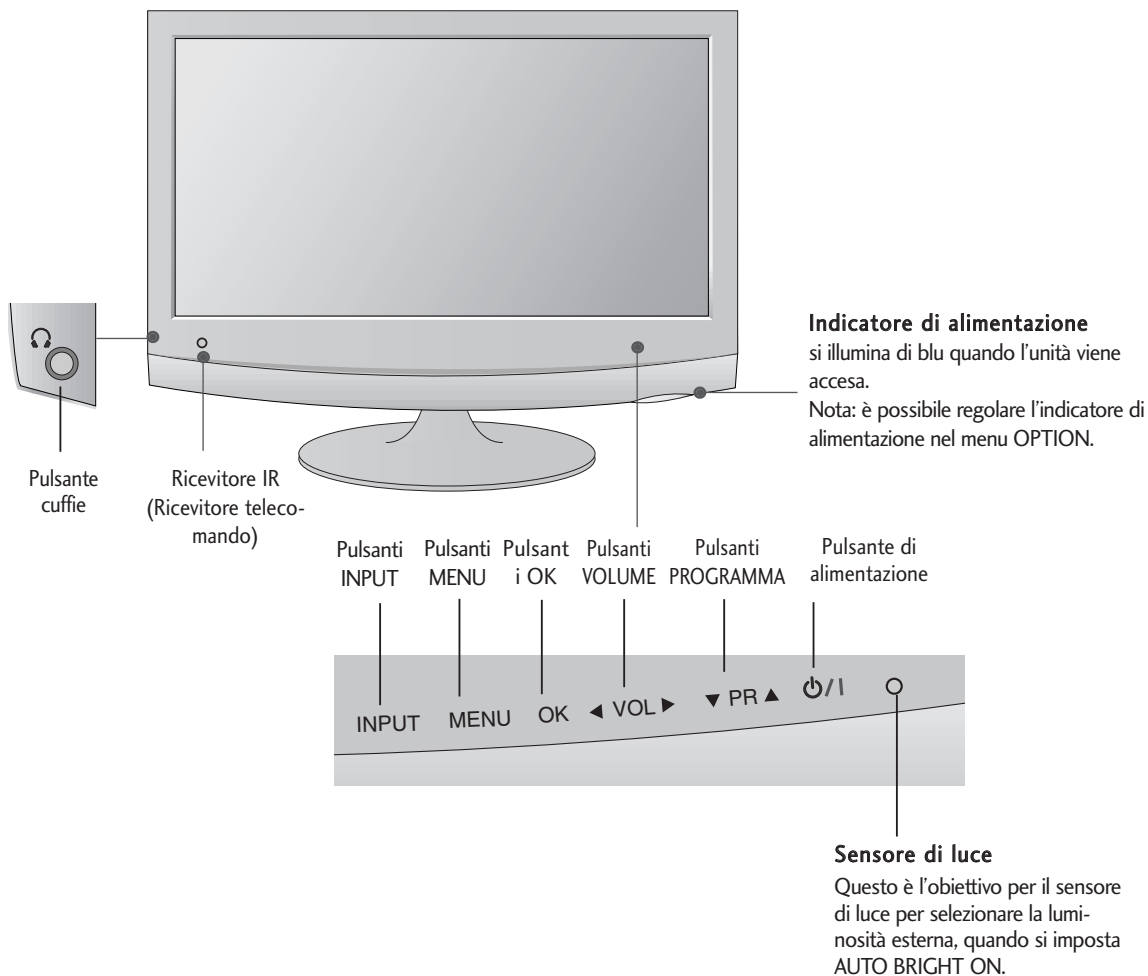 Indicatore di alimentazione
si illumina di blu quando l'unità viene
accesa.
Nota: è possibile regolare l'indicatore di
alimentazione nel menu OPTION.
Pulsante
cuffie
Ricevitore IR
(Ricevitore teleco-
mando)
Pulsanti
INPUT
Pulsanti
MENU
Pulsant
i OK
Pulsanti
VOLUME
Pulsanti
PROGRAMMA
Pulsante di
alimentazione
INPUT MENU OK ◄ VOL ► ▼ PR ▲ ⏻/I
Sensore di luce
Questo è l'obiettivo per il sensore
di luce per selezionare la lumi-
nosità esterna, quando si imposta
AUTO BRIGHT ON.